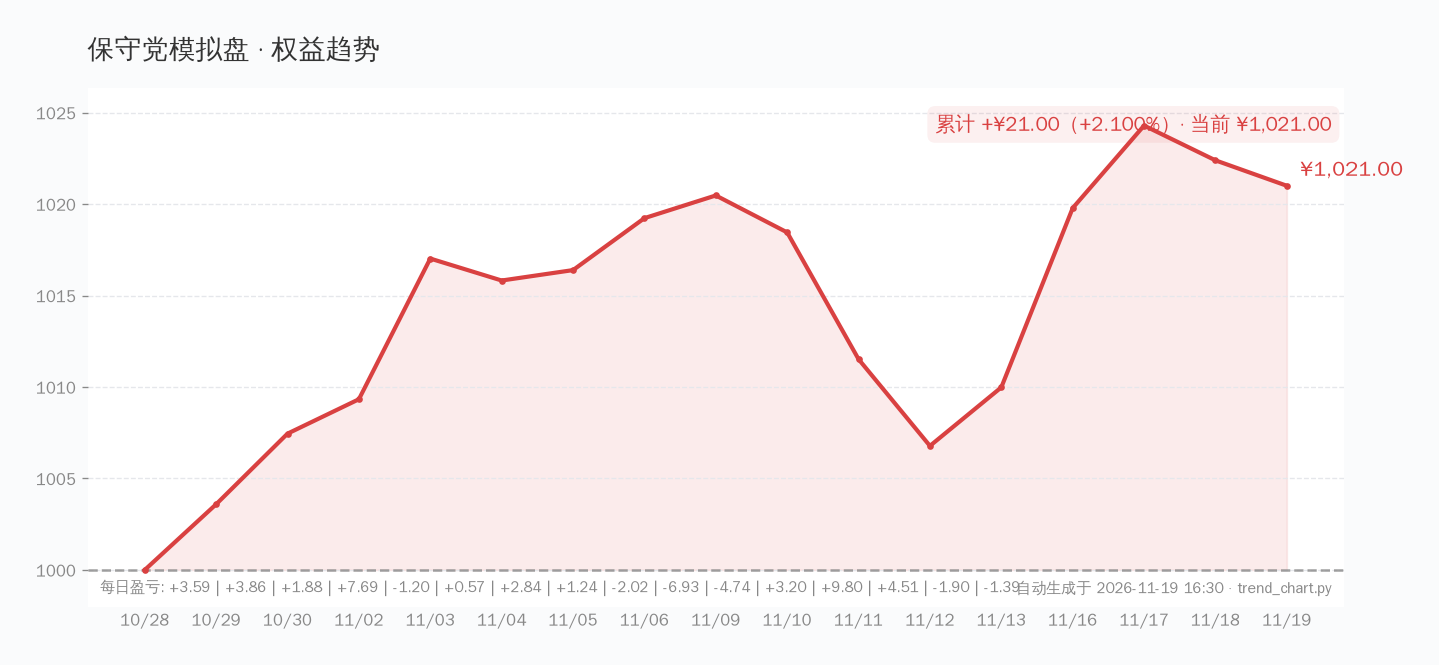 保守党模拟盘 · 权益趋势
1025
累计 +¥21.00（+2.100%）· 当前 ¥1,021.00
¥1,021.00
1020
1015
1010
1005
1000
每日盈亏: +3.59 | +3.86 | +1.88 | +7.69 | -1.20 | +0.57 | +2.84 | +1.24 | -2.02 | -6.93 | -4.74 | +3.20 | +9.80 | +4.51 | -1.90 | -1.39
自动生成于 2026-11-19 16:30 · trend_chart.py
10/28 10/29 10/30 11/02 11/03 11/04 11/05 11/06 11/09 11/10 11/11 11/12 11/13 11/16 11/17 11/18 11/19